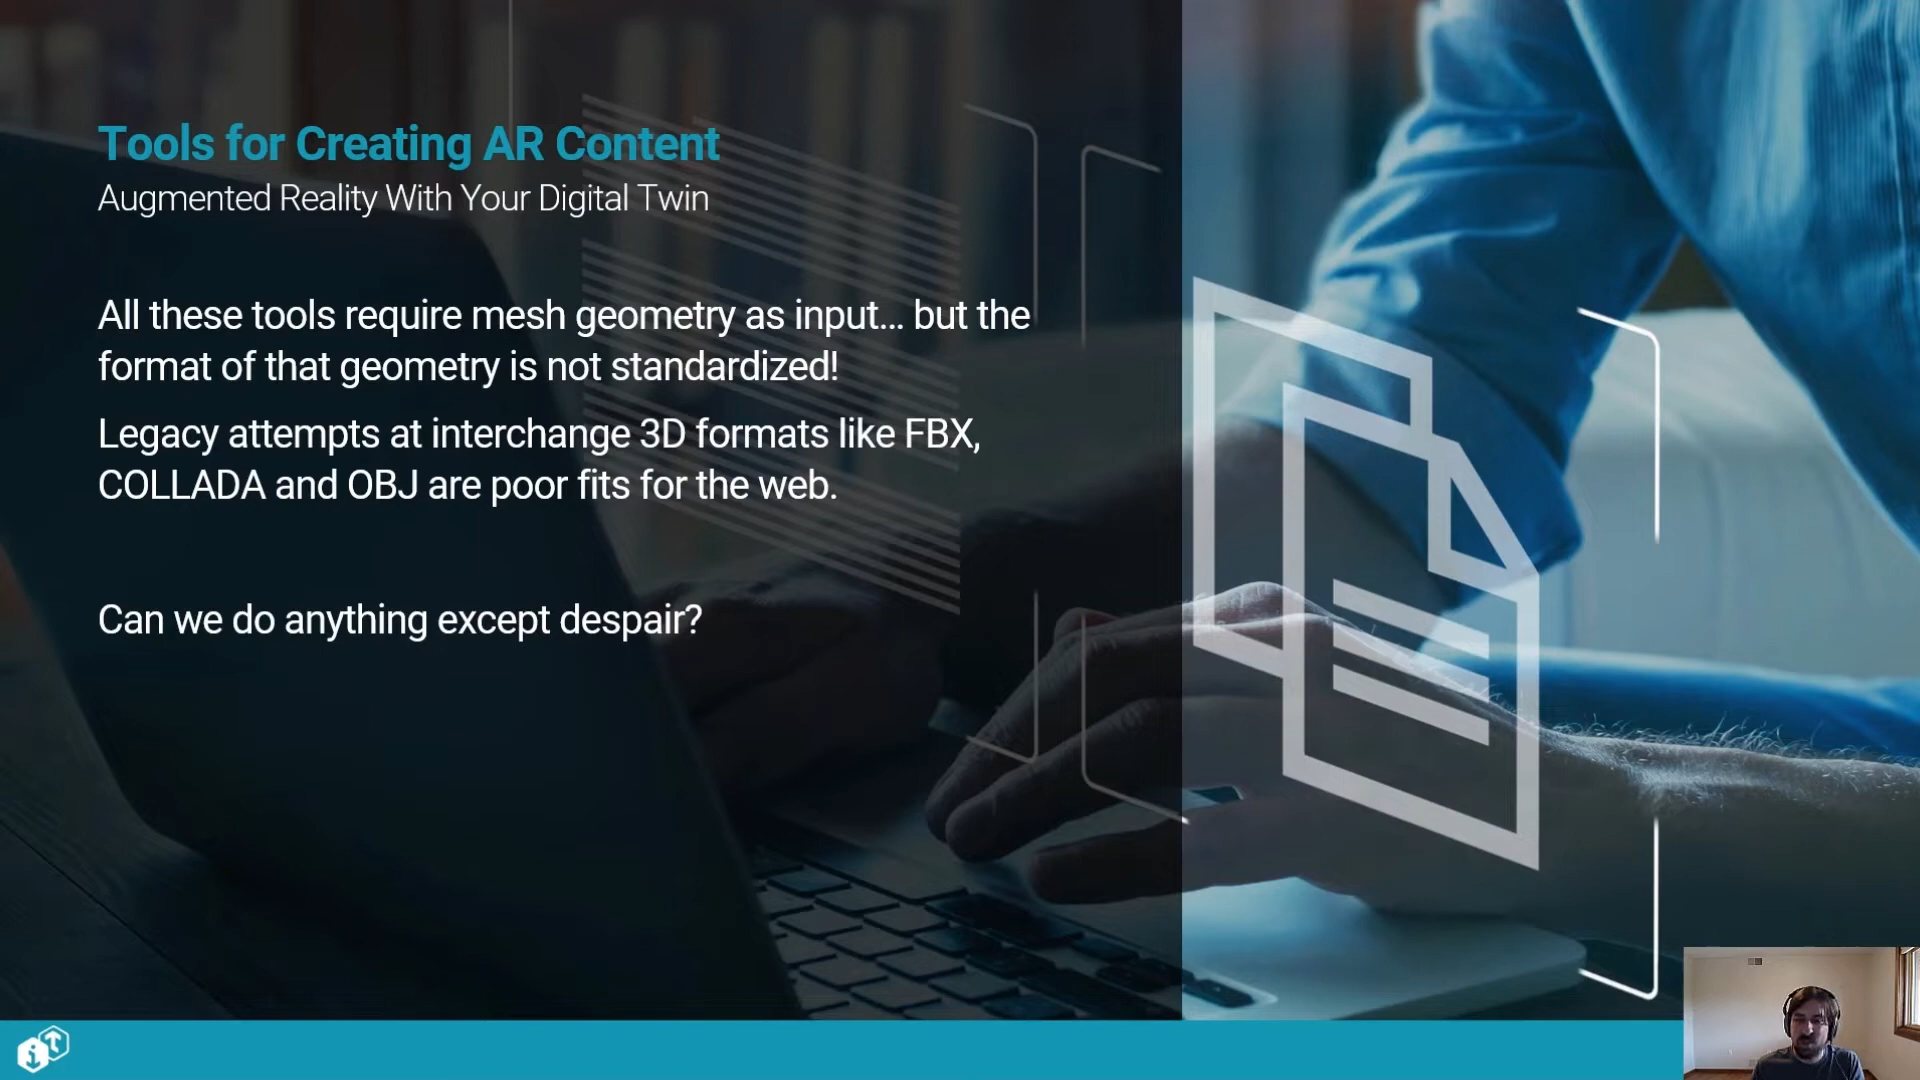 Tools for Creating AR Content
Augmented Reality With Your Digital Twin
All these tools require mesh geometry as input... but the
format of that geometry is not standardized!
Legacy attempts at interchange 3D formats like FBX,
COLLADA and OBJ are poor fits for the web.
Can we do anything except despair?
iT